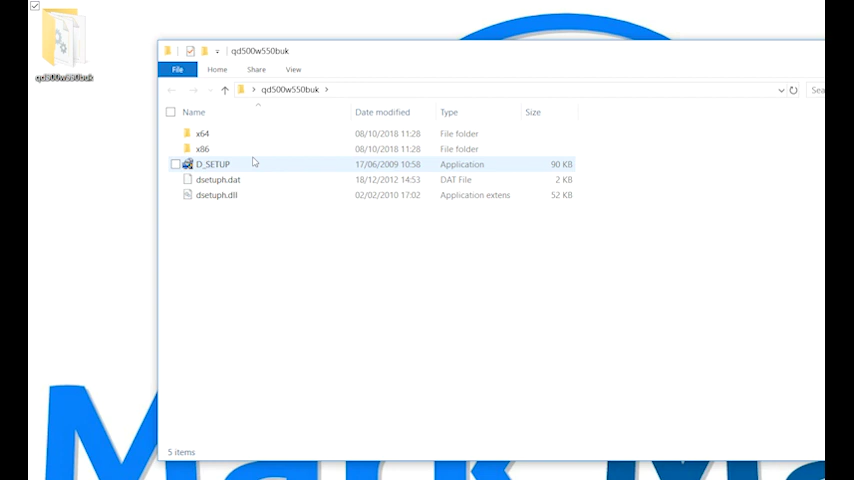 qd500w550buk
qd500w550buk
File
Home
Share
View
qd500w550buk
Name
Date modified
Type
Size
x64
08/10/2018 11:28
File folder
x86
08/10/2018 11:28
File folder
D_SETUP
17/06/2009 10:58
Application
90 KB
dsetuph.dat
18/12/2012 14:53
DAT File
2 KB
dsetuph.dll
02/02/2010 17:02
Application extens
52 KB
5 items